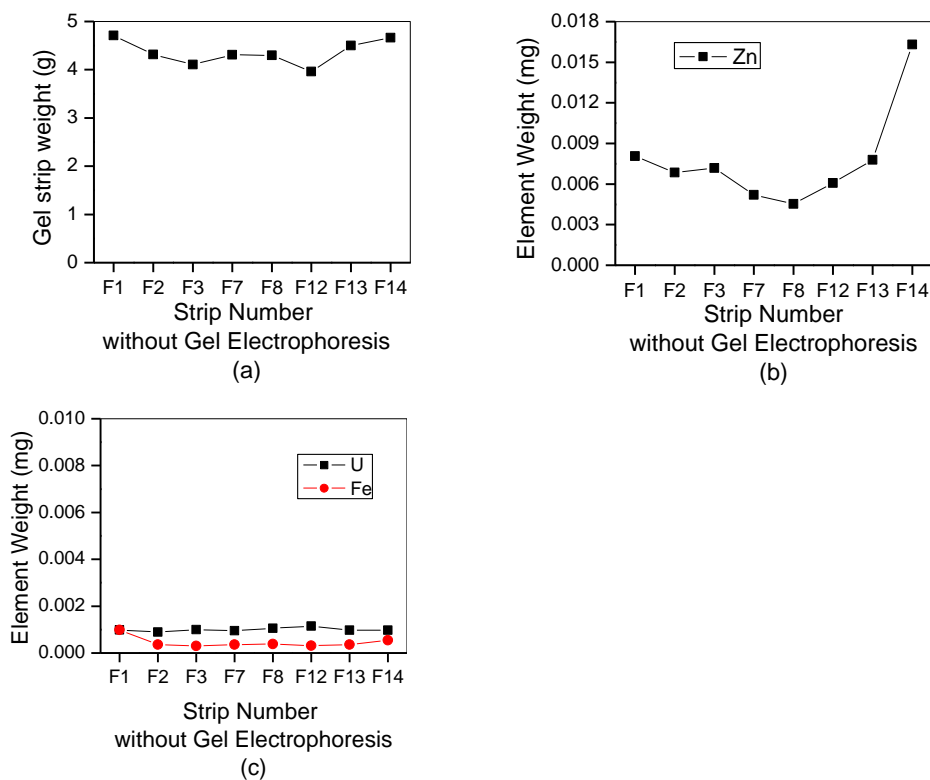 5
4
3
2
1
0
Gel strip weight (g)
F1 F2 F3 F7 F8 F12 F13 F14
Strip Number
without Gel Electrophoresis
(a)
0.018
0.015
0.012
0.009
0.006
0.003
0.000
Element Weight (mg)
Zn
F1 F2 F3 F7 F8 F12 F13 F14
Strip Number
without Gel Electrophoresis
(b)
0.010
0.008
0.006
0.004
0.002
0.000
Element Weight (mg)
U
Fe
F1 F2 F3 F7 F8 F12 F13 F14
Strip Number
without Gel Electrophoresis
(c)